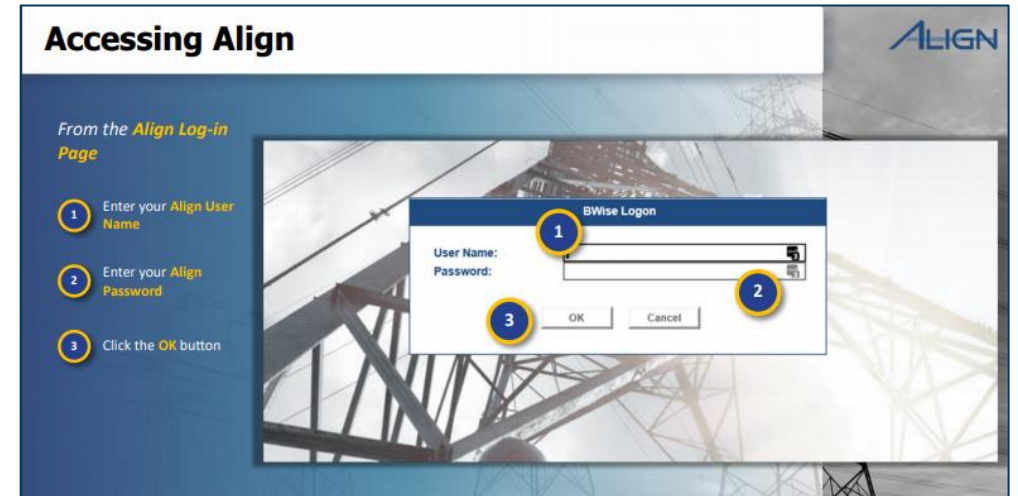 Accessing Align
ALIGN
From the Align Log-in
Page
1
Enter your Align User
Name
2
Enter your Align
Password
3
Click the OK button
BWise Logon
1
User Name:
Password:
2
3
OK
Cancel